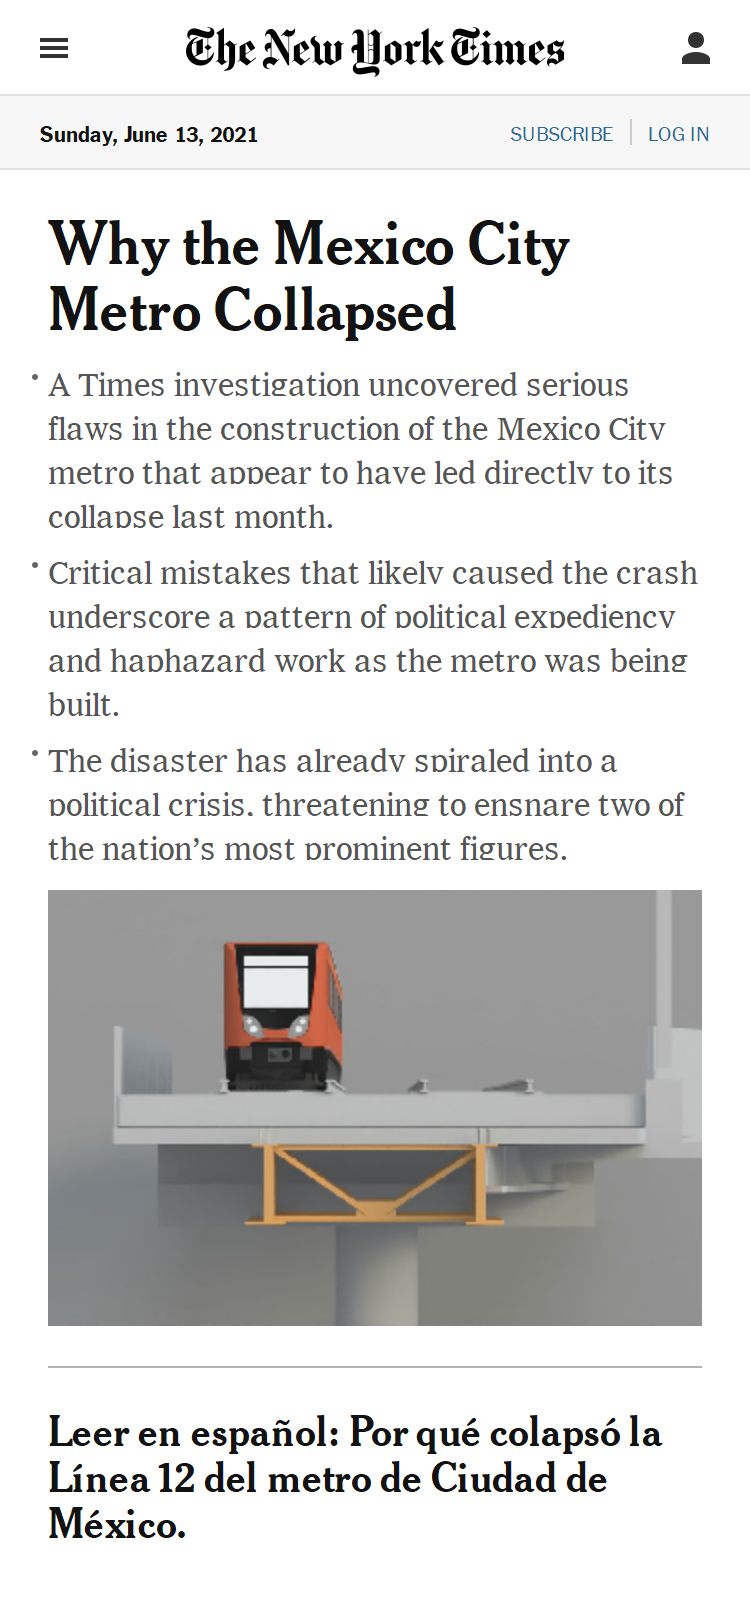 The New York Times
Sunday, June 13, 2021
SUBSCRIBE
LOG IN
Why the Mexico City
Metro Collapsed
• A Times investigation uncovered serious
flaws in the construction of the Mexico City
metro that appear to have led directly to its
collapse last month.
• Critical mistakes that likely caused the crash
underscore a pattern of political expediency
and haphazard work as the metro was being
built.
• The disaster has already spiraled into a
political crisis, threatening to ensnare two of
the nation’s most prominent figures.
Leer en español: Por qué colapsó la
Línea 12 del metro de Ciudad de
México.